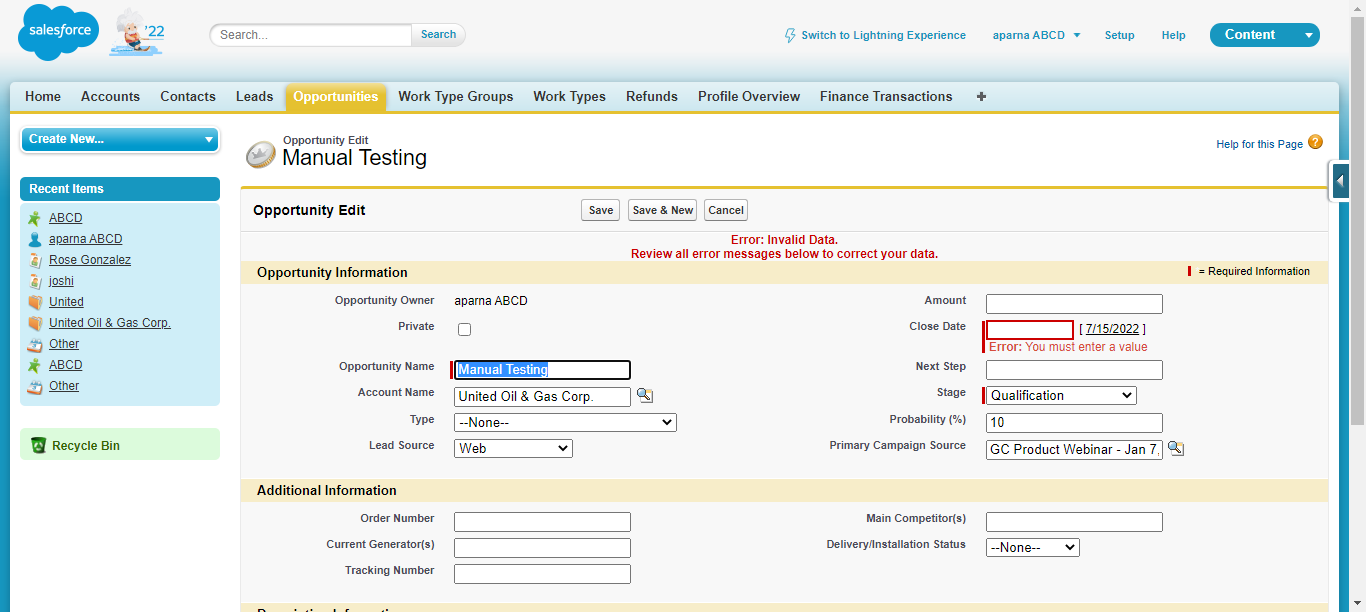 salesforce
'22
Search...
Search
Switch to Lightning Experience
aparna ABCD
Setup
Help
Content
Home
Accounts
Contacts
Leads
Opportunities
Work Type Groups
Work Types
Refunds
Profile Overview
Finance Transactions
+
Create New...
Opportunity Edit
Manual Testing
Help for this Page ?
Recent Items
ABCD
aparna ABCD
Rose Gonzalez
joshi
United
United Oil & Gas Corp.
Other
ABCD
Other
Recycle Bin
Opportunity Edit
Save
Save & New
Cancel
Error: Invalid Data.
Review all error messages below to correct your data.
Opportunity Information
= Required Information
Opportunity Owner aparna ABCD
Amount
Private
Close Date [ 7/15/2022 ]
Error: You must enter a value
Opportunity Name Manual Testing
Next Step
Account Name United Oil & Gas Corp.
Stage Qualification
Type --None--
Probability (%) 10
Lead Source Web
Primary Campaign Source GC Product Webinar - Jan 7,
Additional Information
Order Number
Main Competitor(s)
Current Generator(s)
Delivery/Installation Status --None--
Tracking Number